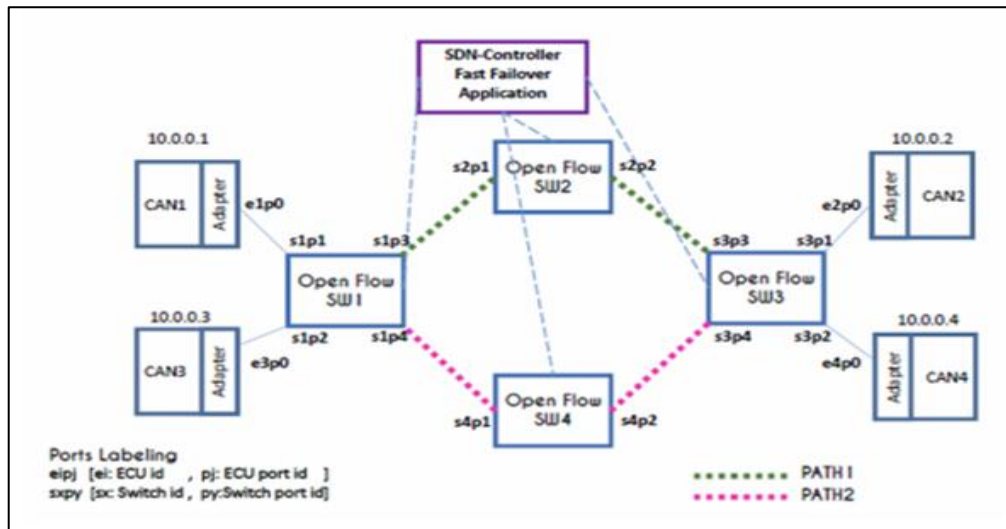 SDN-Controller
Fast Failover
Application
10.0.0.1
10.0.0.2
CAN1
Adapter
e1p0
s2p1
Open Flow
SW2
s2p2
e2p0
Adapter
CAN2
s1p1
s1p3
s3p3
s3p1
Open Flow
SW1
Open Flow
SW3
10.0.0.3
10.0.0.4
s1p2
s1p4
s3p4
s3p2
CAN3
Adapter
e3p0
e4p0
Adapter
CAN4
Open Flow
SW4
s4p1
s4p2
Ports Labeling
eipj [ei: ECU id , pj: ECU port id ]
sxpy [sx: Switch id , py:Switch port id]
PATH1
PATH2